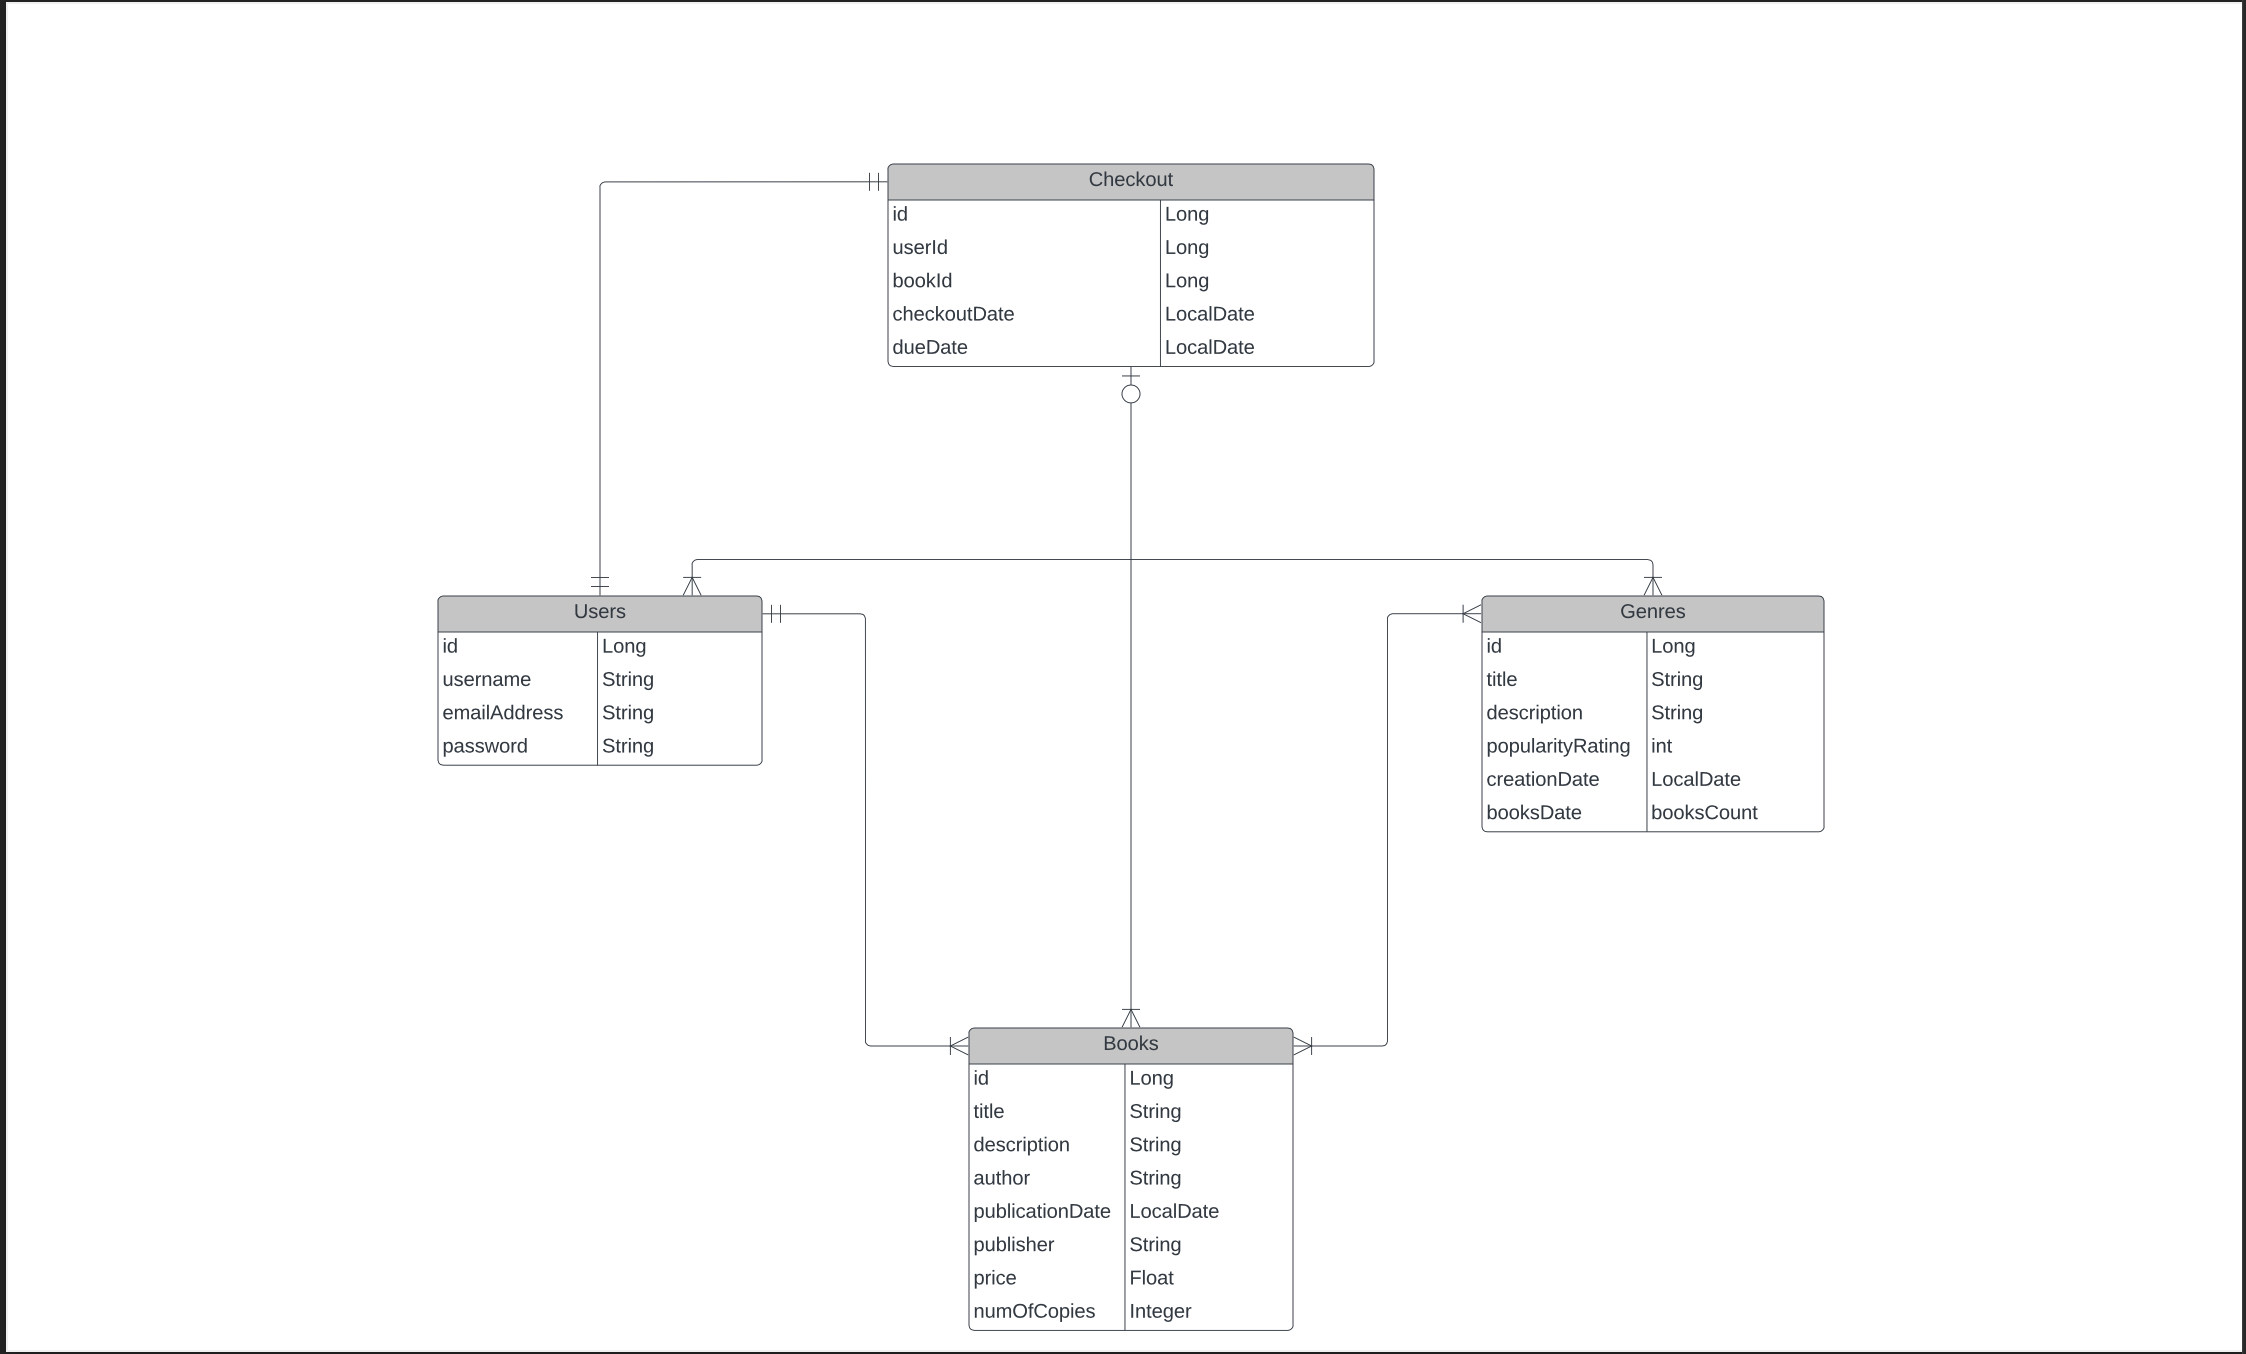 Checkout
id Long
userId Long
bookId Long
checkoutDate LocalDate
dueDate LocalDate
Users
id Long
username String
emailAddress String
password String
Genres
id Long
title String
description String
popularityRating int
creationDate LocalDate
booksDate booksCount
Books
id Long
title String
description String
author String
publicationDate LocalDate
publisher String
price Float
numOfCopies Integer